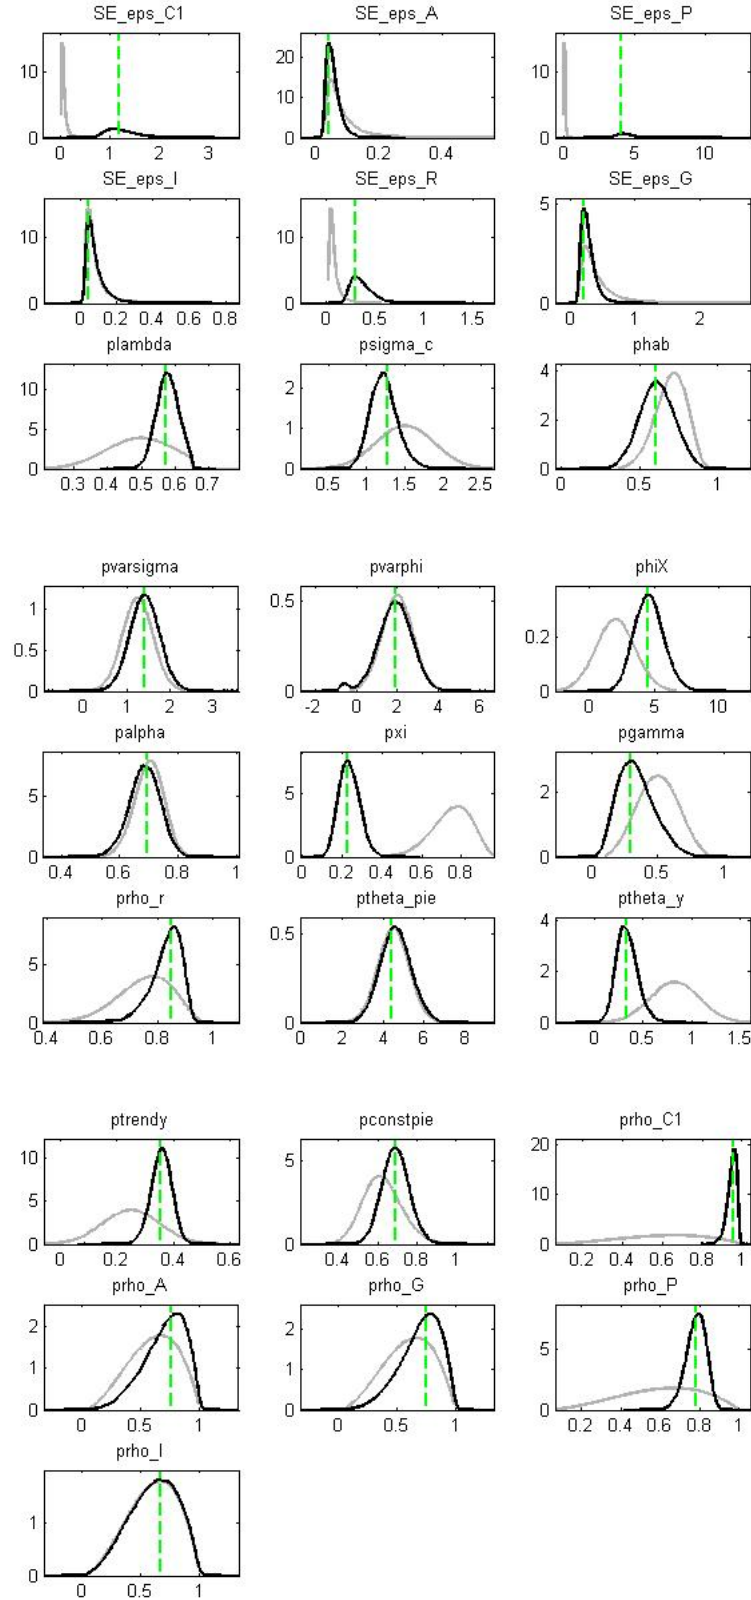 SE_eps_C1 SE_eps_A SE_eps_P
10 0 0 1 2 3
20 10 0 0 0.2 0.4
10 0 0 5 10
SE_eps_I SE_eps_R SE_eps_G
10 0 0 0.2 0.4 0.6 0.8
10 0 0 0.5 1 1.5
5 0 0 1 2
plambda psigma_c phab
10 5 0 0.3 0.4 0.5 0.6 0.7
2 1 0 0.5 1 1.5 2 2.5
4 2 0 0 0.5 1
pvarsigma pvarphi phiX
1 0.5 0 0 1 2 3
0.5 0 -2 0 2 4 6
0.2 0 0 5 10
palpha pxi pgamma
5 0 0.4 0.6 0.8 1
5 0 0 0.2 0.4 0.6 0.8
2 0 0 0.5 1
prho_r ptheta_pie ptheta_y
5 0 0.4 0.6 0.8 1
0.5 0 0 2 4 6 8
4 2 0 0 0.5 1 1.5
ptrendy pconstpie prho_C1
10 5 0 0 0.2 0.4 0.6
5 0 0.4 0.6 0.8 1
20 10 0 0.2 0.4 0.6 0.8 1
prho_A prho_G prho_P
2 1 0 0 0.5 1
2 1 0 0 0.5 1
5 0 0.2 0.4 0.6 0.8 1
prho_I
1 0 0 0.5 1